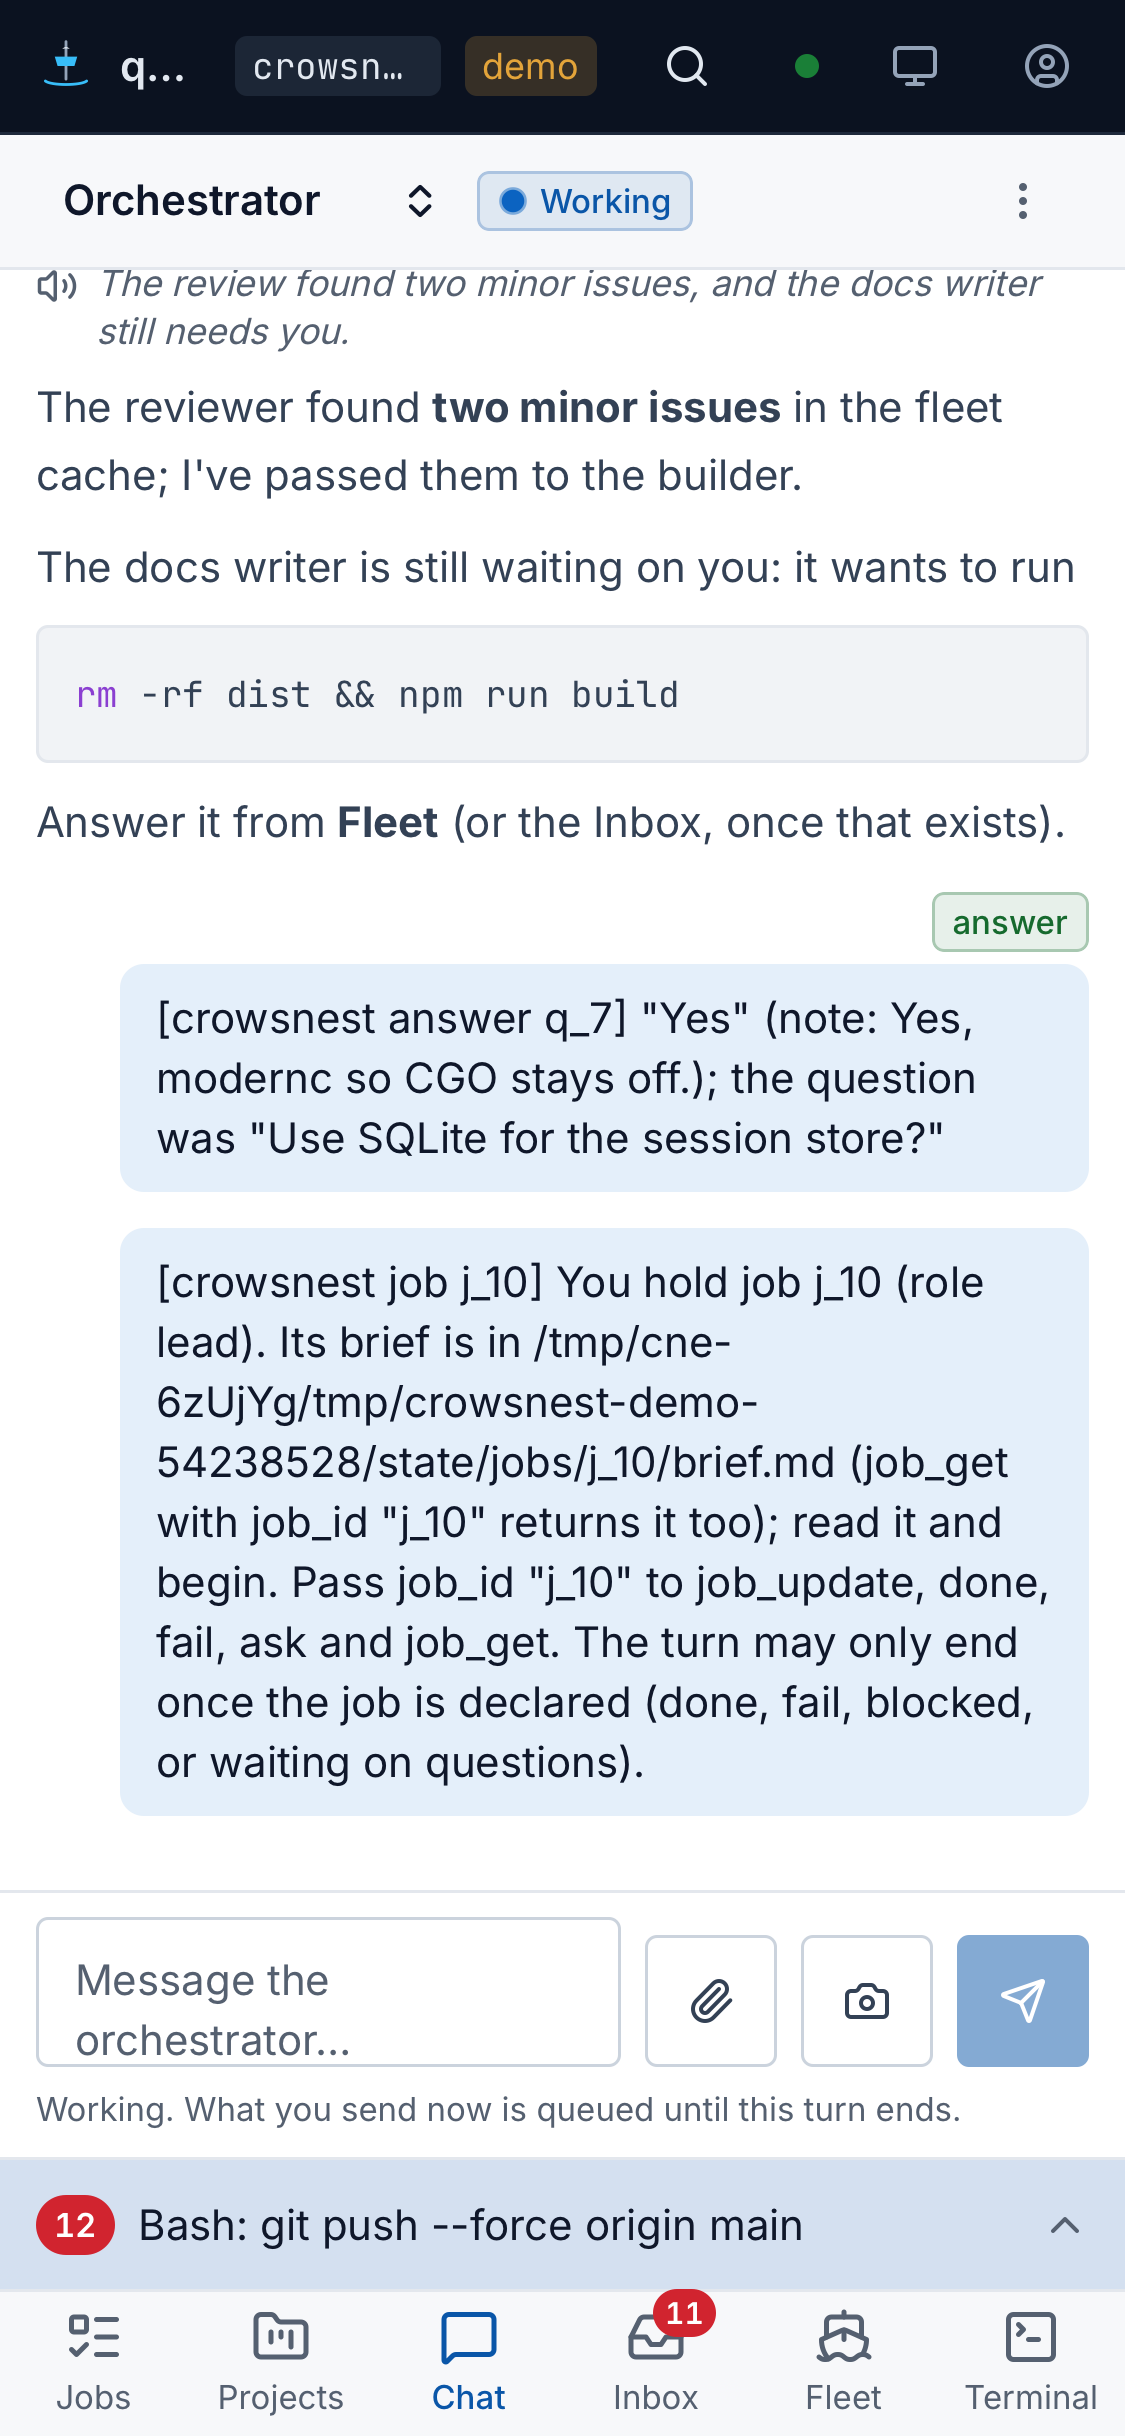 q...
crowsn…
demo
Orchestrator
Working
The review found two minor issues, and the docs writer
still needs you.
The reviewer found two minor issues in the fleet
cache; I've passed them to the builder.
The docs writer is still waiting on you: it wants to run
rm -rf dist && npm run build
Answer it from Fleet (or the Inbox, once that exists).
answer
[crowsnest answer q_7] "Yes" (note: Yes,
modernc so CGO stays off.); the question
was "Use SQLite for the session store?"
[crowsnest job j_10] You hold job j_10 (role
lead). Its brief is in /tmp/cne-
6zUjYg/tmp/crowsnest-demo-
54238528/state/jobs/j_10/brief.md (job_get
with job_id "j_10" returns it too); read it and
begin. Pass job_id "j_10" to job_update, done,
fail, ask and job_get. The turn may only end
once the job is declared (done, fail, blocked,
or waiting on questions).
Message the
orchestrator...
Working. What you send now is queued until this turn ends.
12 Bash: git push --force origin main
11
Jobs Projects Chat Inbox Fleet Terminal